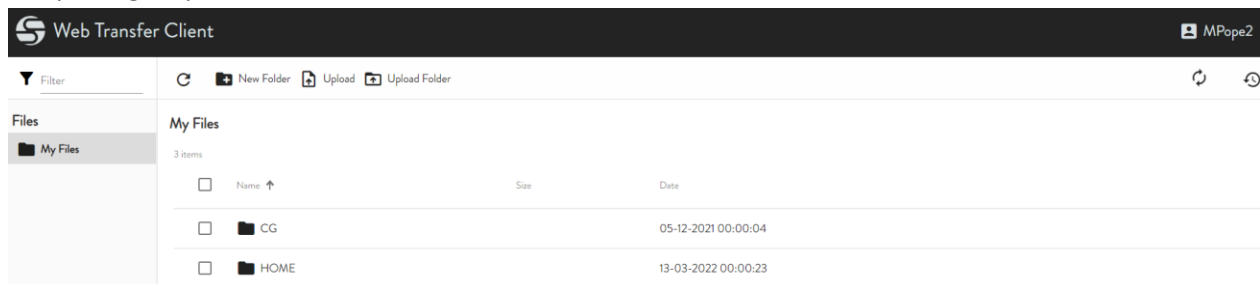 Web Transfer Client MPope2
Filter New Folder Upload Upload Folder
Files
My Files
My Files
3 items
Name Size Date
CG 05-12-2021 00:00:04
HOME 13-03-2022 00:00:23